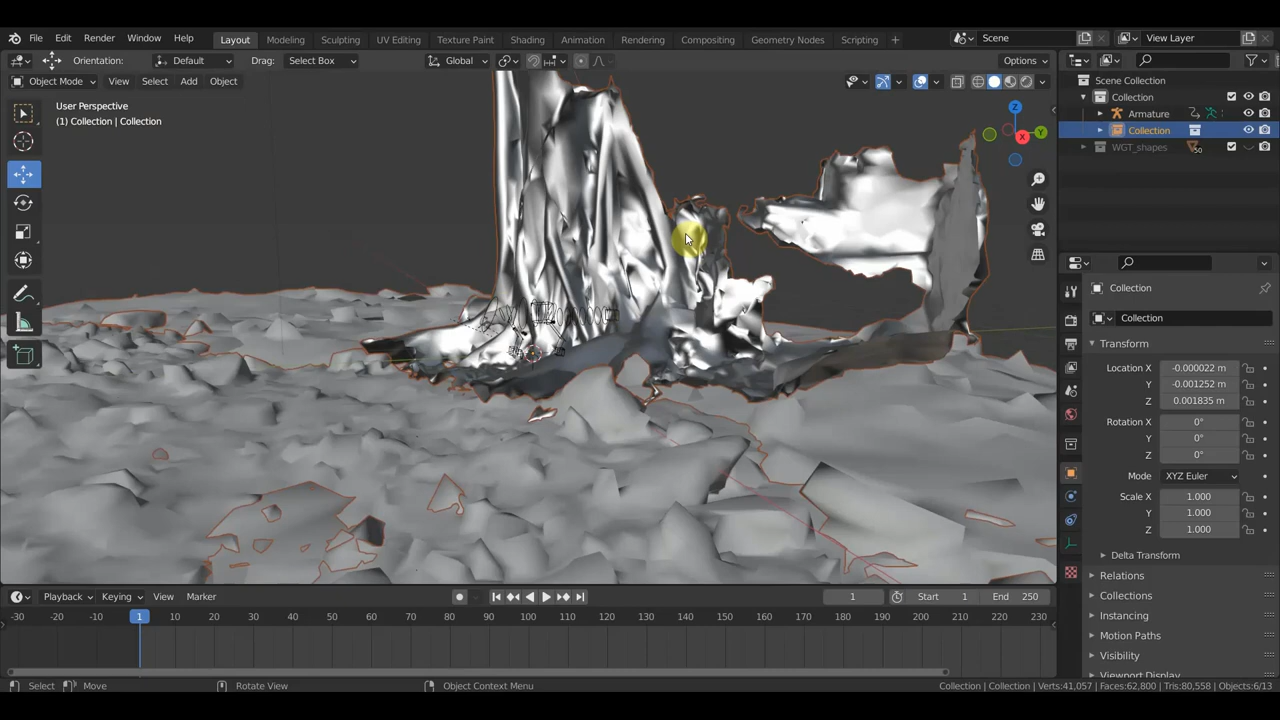 File Edit Render Window Help
Layout Modeling Sculpting UV Editing Texture Paint Shading Animation Rendering Compositing Geometry Nodes Scripting +
Scene
View Layer
Orientation: Default Drag: Select Box Global Options
Object Mode View Select Add Object
User Perspective
(1) Collection | Collection
Z
Y
X
Scene Collection
Collection
Armature
Collection
WGT_shapes 50
Collection
Collection
Transform
Location X -0.000022 m
Y -0.001252 m
Z 0.001835 m
Rotation X 0°
Y 0°
Z 0°
Mode XYZ Euler
Scale X 1.000
Y 1.000
Z 1.000
Delta Transform
Relations
Collections
Instancing
Motion Paths
Visibility
Viewport Display
Playback Keying View Marker 1 Start 1 End 250
-30 -20 -10 1 10 20 30 40 50 60 70 80 90 100 110 120 130 140 150 160 170 180 190 200 210 220 230
Select Move Rotate View Object Context Menu Collection | Collection | Verts:41,057 | Faces:62,800 | Tris:80,558 | Objects:6/13